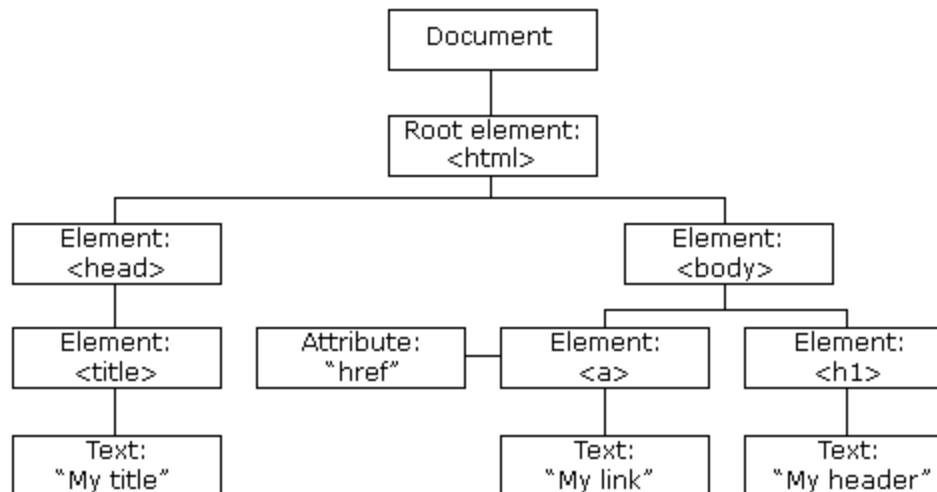 Document
Root element:
<html>
Element:
<head>
Element:
<body>
Element:
<title>
Attribute:
“href”
Element:
<a>
Element:
<h1>
Text:
“My title”
Text:
“My link”
Text:
“My header”